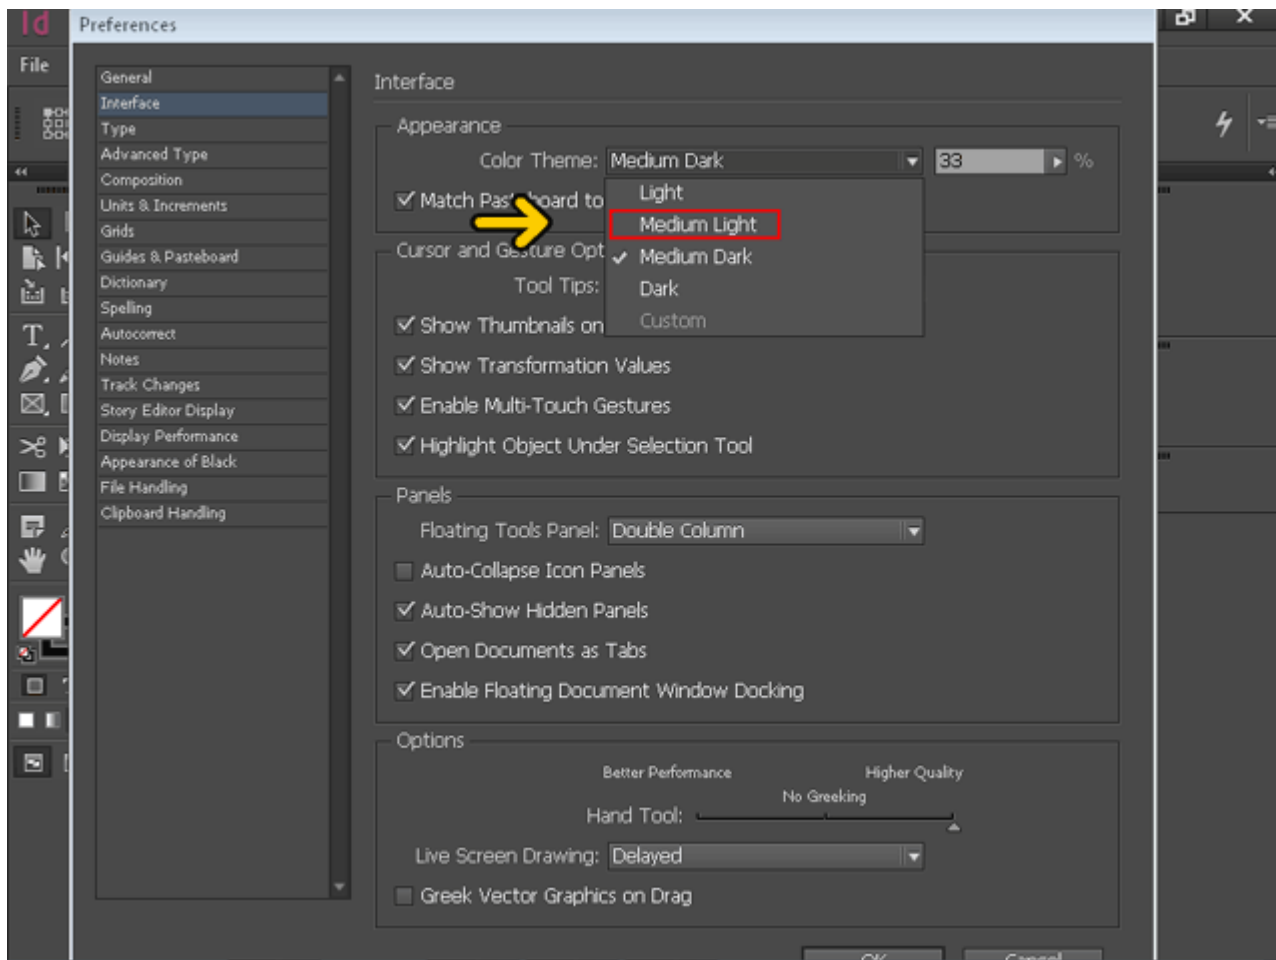 Id
Preferences
File
General
Interface
Type
Advanced Type
Composition
Units & Increments
Grids
Guides & Pasteboard
Dictionary
Spelling
Autocorrect
Notes
Track Changes
Story Editor Display
Display Performance
Appearance of Black
File Handling
Clipboard Handling
Interface
Appearance
Color Theme: Medium Dark 33 %
Match Pasteboard to
Light
Medium Light
Medium Dark
Dark
Custom
Cursor and Gesture Opt
Tool Tips:
Show Thumbnails on
Show Transformation Values
Enable Multi-Touch Gestures
Highlight Object Under Selection Tool
Panels
Floating Tools Panel: Double Column
Auto-Collapse Icon Panels
Auto-Show Hidden Panels
Open Documents as Tabs
Enable Floating Document Window Docking
Options
Better Performance Higher Quality
No Greeking
Hand Tool:
Live Screen Drawing: Delayed
Greek Vector Graphics on Drag
OK Cancel